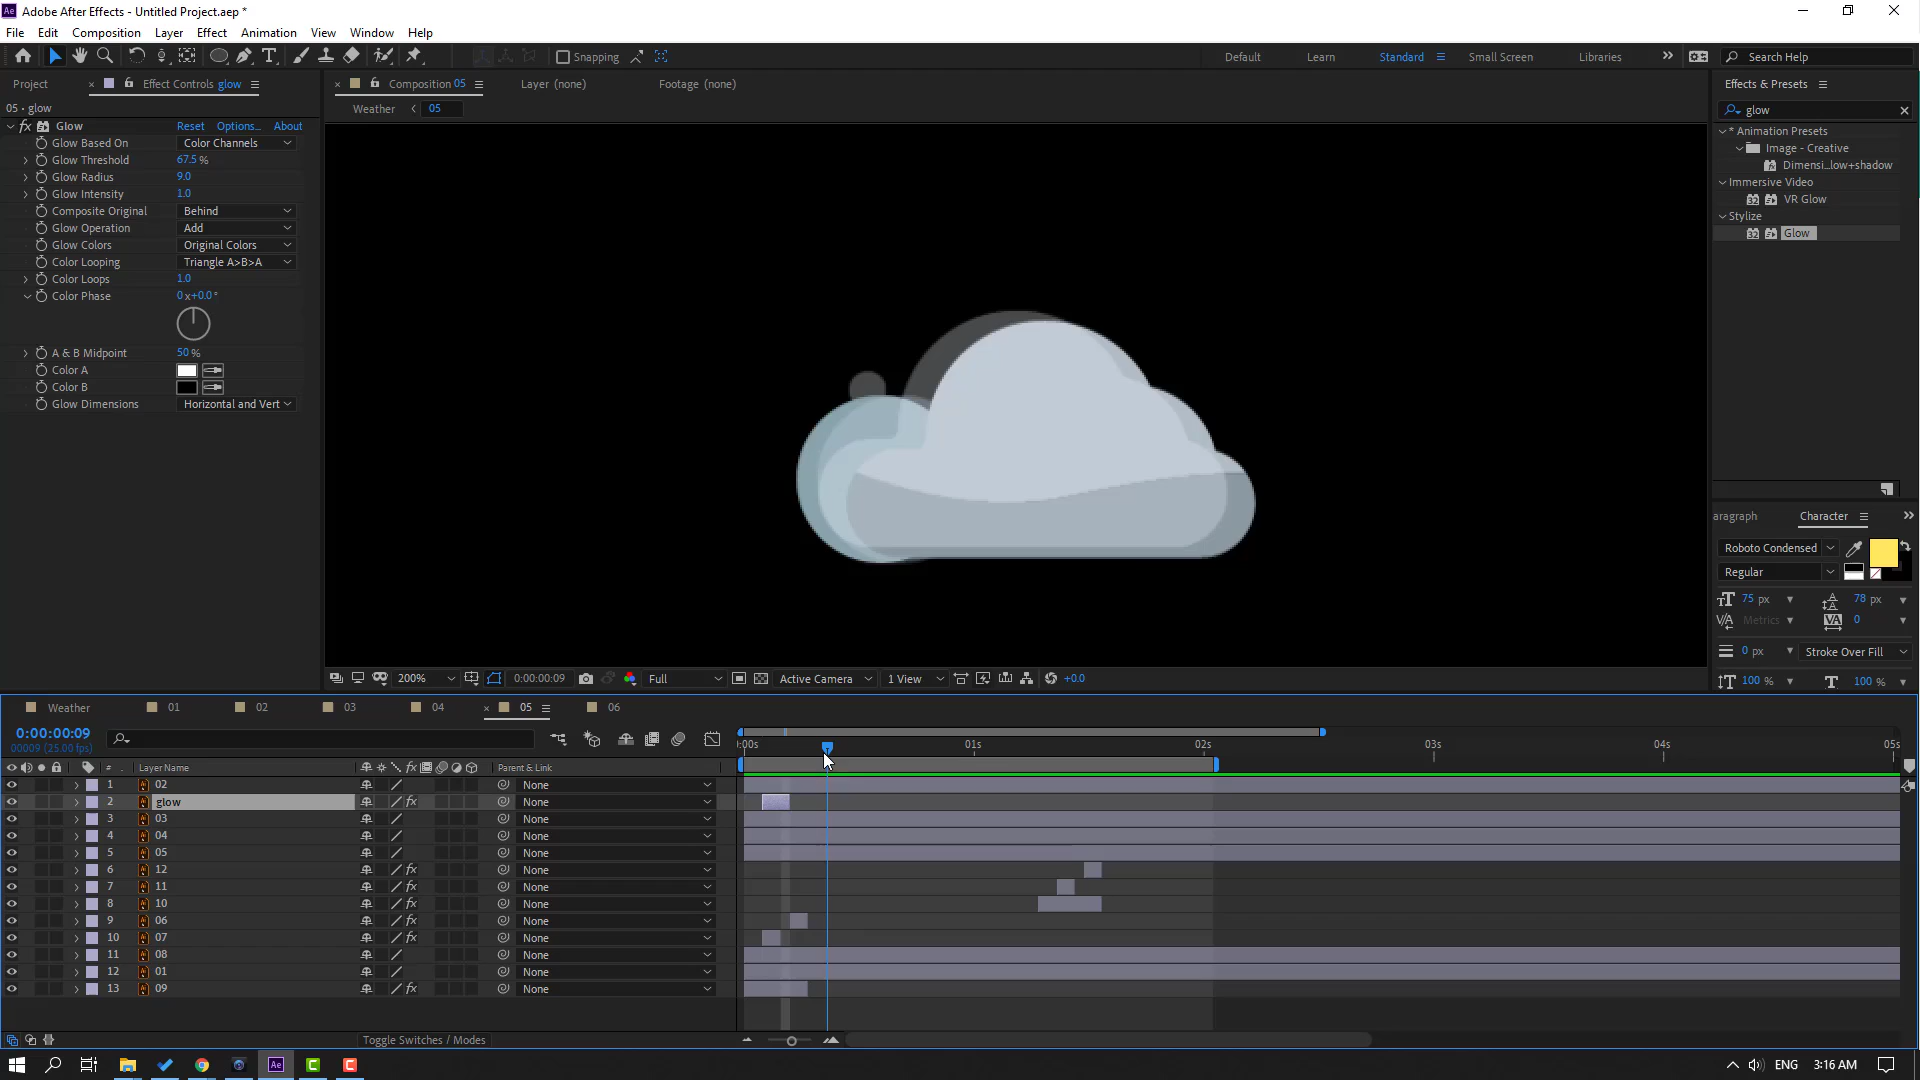 Adobe After Effects - Untitled Project.aep *
File Edit Composition Layer Effect Animation View Window Help
Snapping Default Learn Standard Small Screen Libraries Search Help
Project Effect Controls glow Composition 05 Layer (none) Footage (none) Effects & Presets
05 • glow Weather 05 glow
Glow Reset Options... About
Glow Based On Color Channels
Glow Threshold 67.5 %
Glow Radius 9.0
Glow Intensity 1.0
Composite Original Behind
Glow Operation Add
Glow Colors Original Colors
Color Looping Triangle A>B>A
Color Loops 1.0
Color Phase 0 x+0.0 °
A & B Midpoint 50 %
Color A
Color B
Glow Dimensions Horizontal and Vert
* Animation Presets
Image - Creative
Dimensi...low+shadow
Immersive Video
32 VR Glow
Stylize
32 Glow
aragraph Character
Roboto Condensed
Regular
75 px 78 px
Metrics 0
0 px Stroke Over Fill
100 % 100 %
200% 0:00:00:09 Full Active Camera 1 View +0.0
Weather 01 02 03 04 05 06
0:00:00:09
00009 (25.00 fps)
:00s 01s 02s 03s 04s 05s
# Layer Name Parent & Link
1 02 None
2 glow None
3 03 None
4 04 None
5 05 None
6 12 None
7 11 None
8 10 None
9 06 None
10 07 None
11 08 None
12 01 None
13 09 None
Toggle Switches / Modes
Ae ENG 3:16 AM